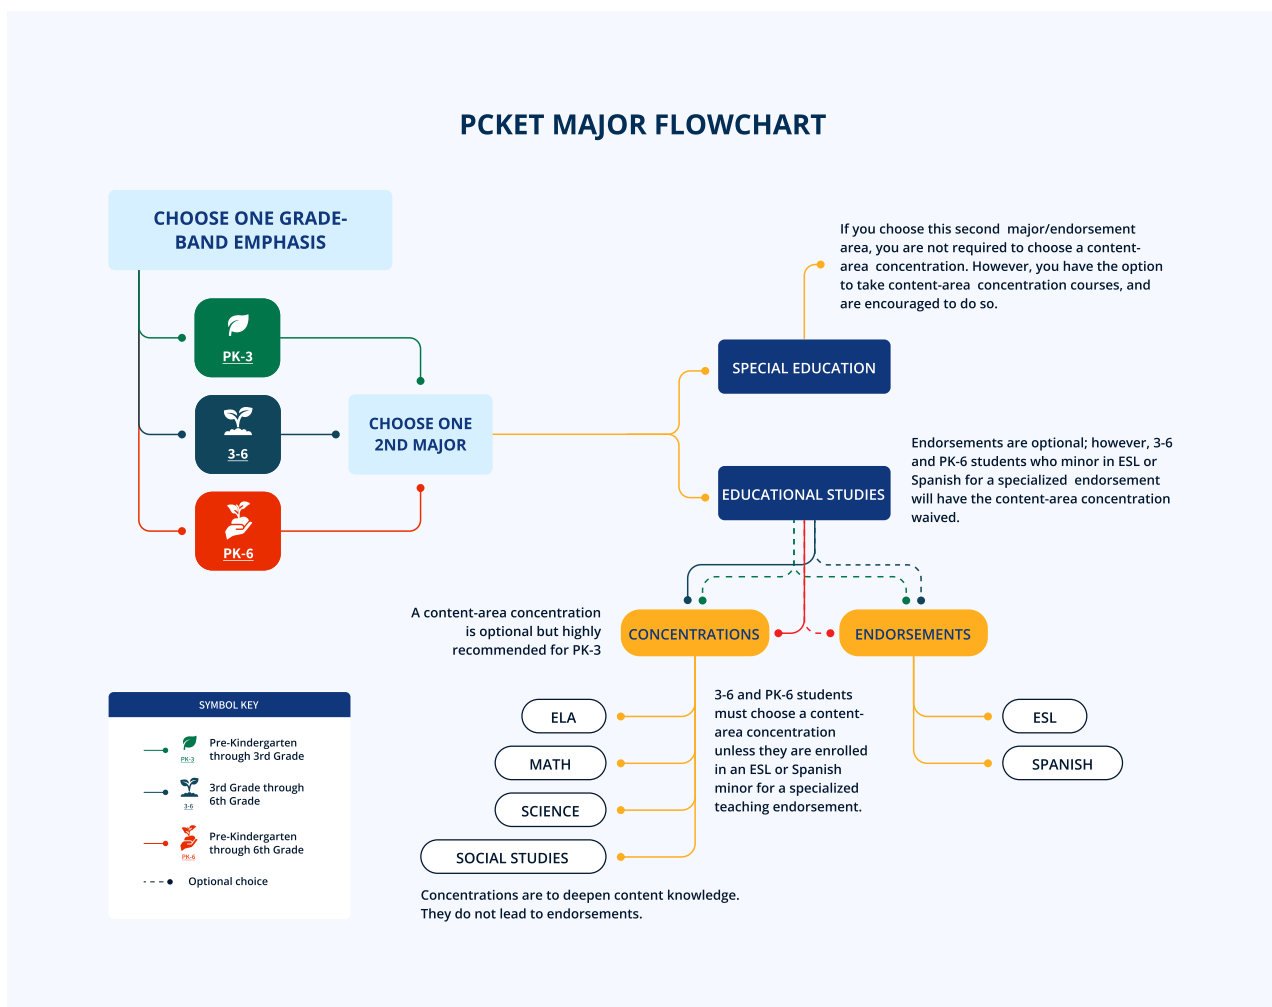 PCKET MAJOR FLOWCHART
CHOOSE ONE GRADE-
BAND EMPHASIS
PK-3
3-6
PK-6
CHOOSE ONE
2ND MAJOR
If you choose this second major/endorsement
area, you are not required to choose a content-
area concentration. However, you have the option
to take content-area concentration courses, and
are encouraged to do so.
SPECIAL EDUCATION
EDUCATIONAL STUDIES
Endorsements are optional; however, 3-6
and PK-6 students who minor in ESL or
Spanish for a specialized endorsement
will have the content-area concentration
waived.
A content-area concentration
is optional but highly
recommended for PK-3
CONCENTRATIONS
ENDORSEMENTS
ELA
MATH
SCIENCE
SOCIAL STUDIES
3-6 and PK-6 students
must choose a content-
area concentration
unless they are enrolled
in an ESL or Spanish
minor for a specialized
teaching endorsement.
ESL
SPANISH
Concentrations are to deepen content knowledge.
They do not lead to endorsements.
SYMBOL KEY
PK-3
Pre-Kindergarten
through 3rd Grade
3-6
3rd Grade through
6th Grade
PK-6
Pre-Kindergarten
through 6th Grade
Optional choice